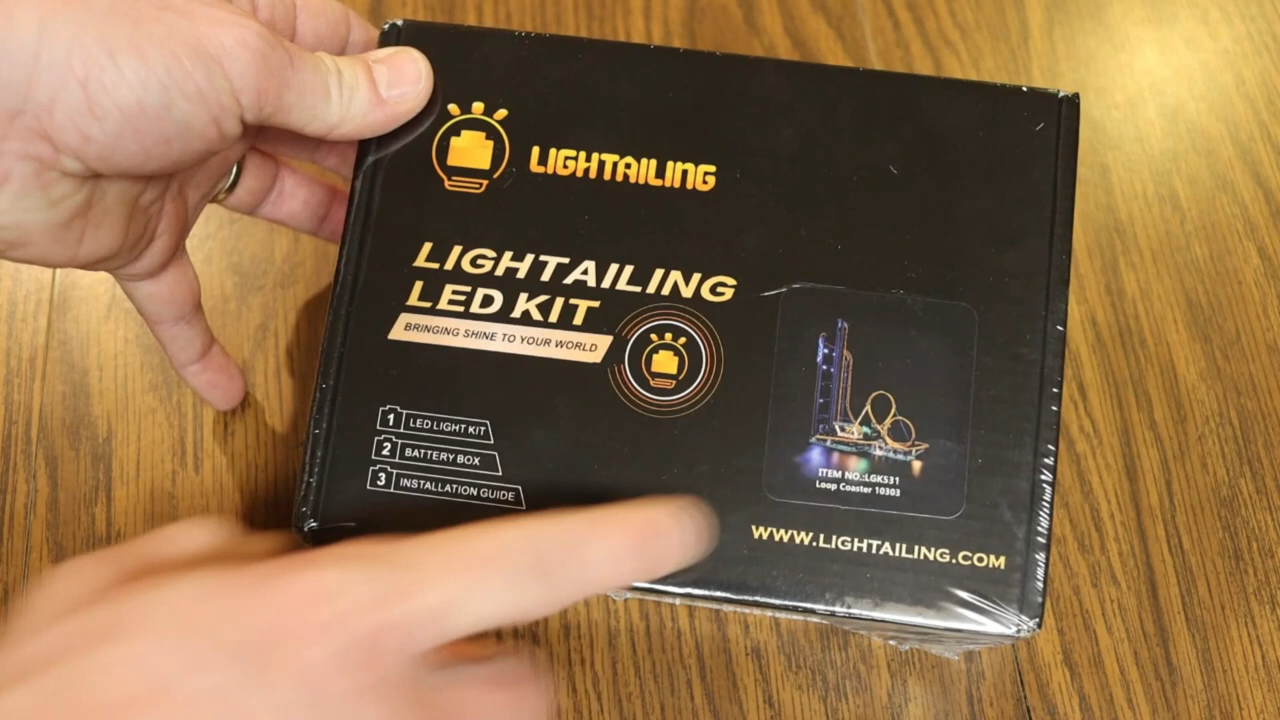 LIGHTAILING
LIGHTAILING
LED KIT
BRINGING SHINE TO YOUR WORLD
1 LED LIGHT KIT
2 BATTERY BOX
3 INSTALLATION GUIDE
ITEM NO.:LGK531
Loop Coaster 10303
WWW.LIGHTAILING.COM